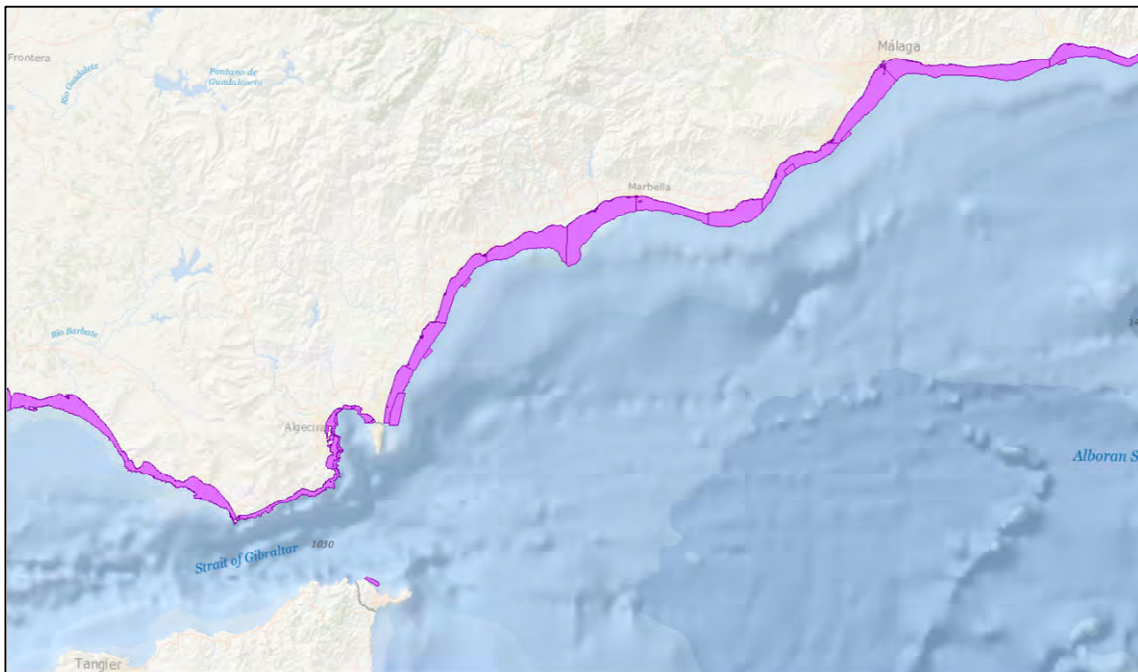 Málaga
Frontera
Río Guadalete
Pantano de
Guadalcacín
Marbella
Río Barbate
Algeciras
Alboran S
Strait of Gibraltar
1030
Tangier